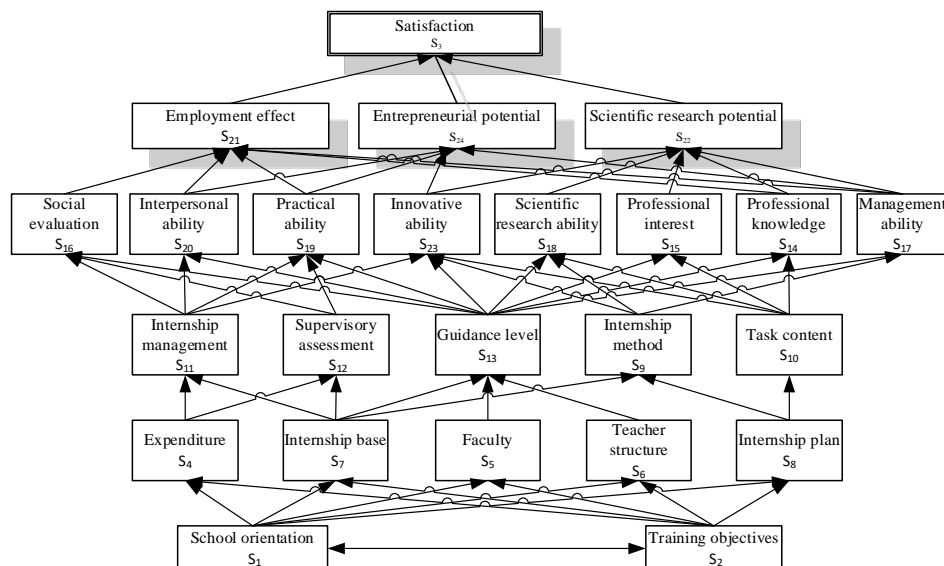 Satisfaction
S3
Employment effect
S21
Entrepreneurial potential
S24
Scientific research potential
S22
Social
evaluation
S16
Interpersonal
ability
S20
Practical
ability
S19
Innovative
ability
S23
Scientific
research ability
S18
Professional
interest
S15
Professional
knowledge
S14
Management
ability
S17
Internship
management
S11
Supervisory
assessment
S12
Guidance level
S13
Internship
method
S9
Task content
S10
Expenditure
S4
Internship base
S7
Faculty
S5
Teacher
structure
S6
Internship plan
S8
School orientation
S1
Training objectives
S2